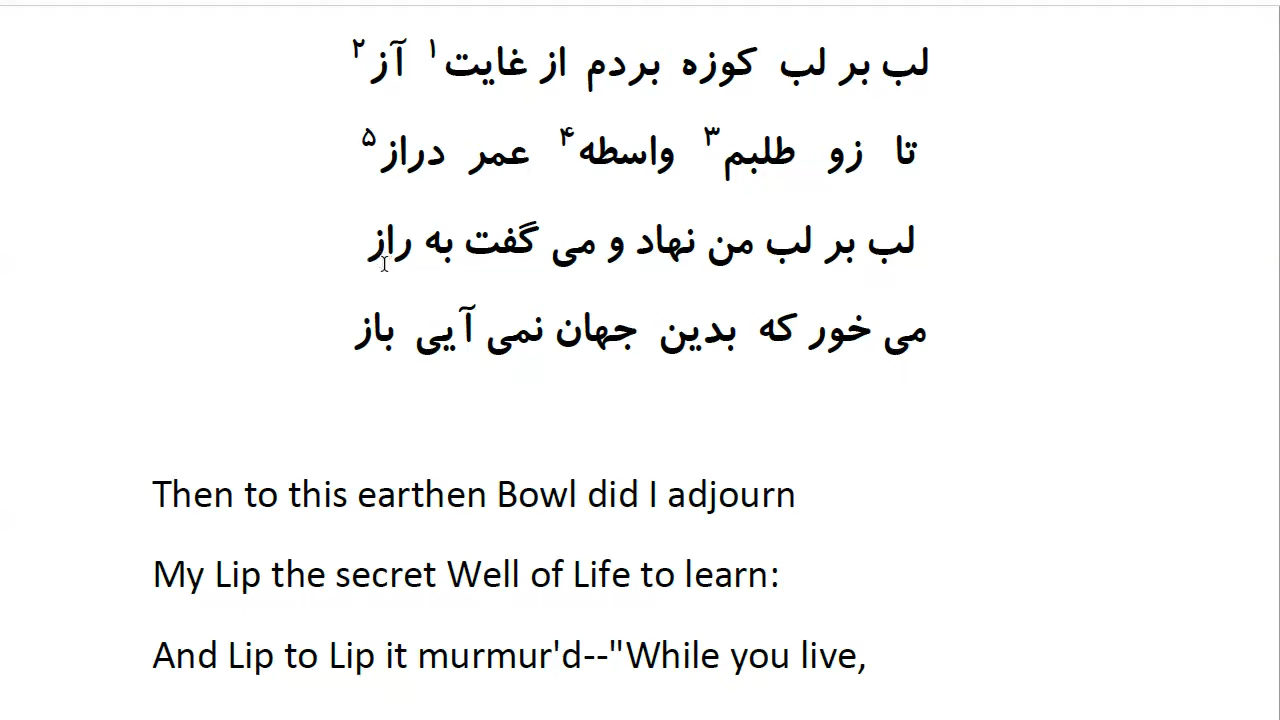 لب بر لب کوزه بردم از غایت۱ آز۲
تا زو طلبم۳ واسطه۴ عمر دراز۵
لب بر لب من نهاد و می گفت به راز
می خور که بدین جهان نمی آیی باز
Then to this earthen Bowl did I adjourn
My Lip the secret Well of Life to learn:
And Lip to Lip it murmur'd--"While you live,